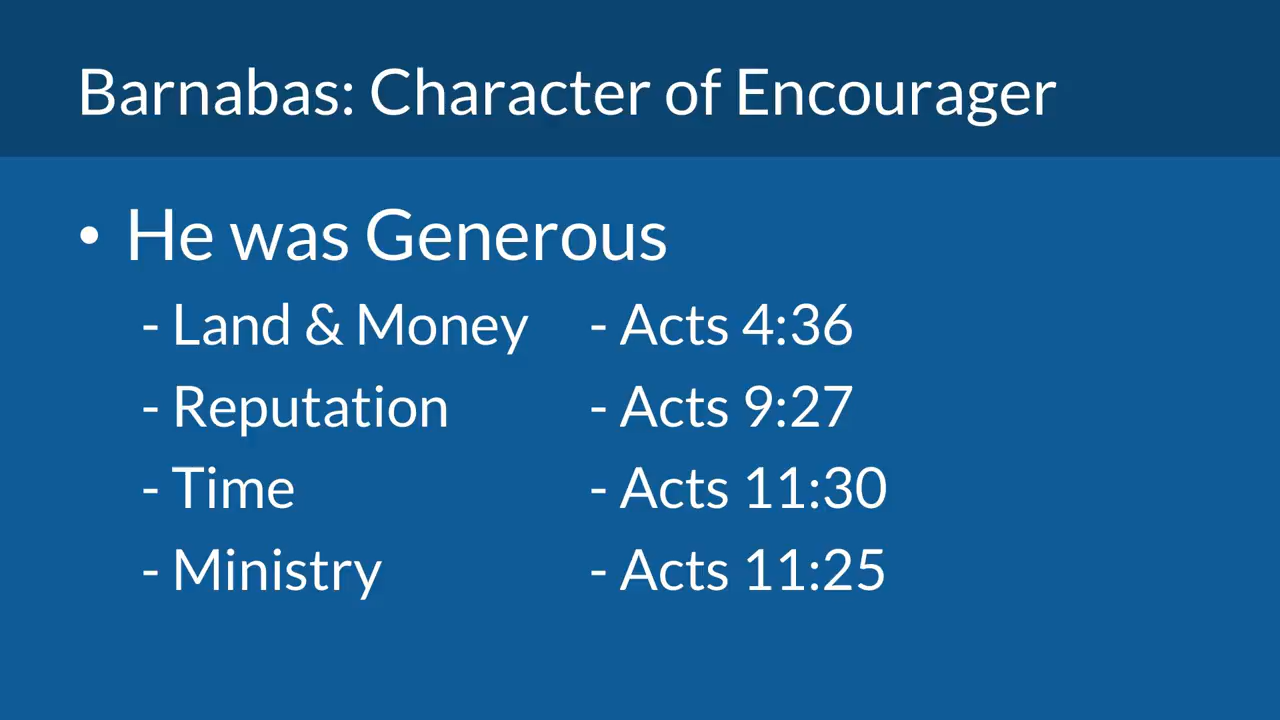 Barnabas: Character of Encourager
• He was Generous
- Land & Money - Acts 4:36
- Reputation - Acts 9:27
- Time - Acts 11:30
- Ministry - Acts 11:25